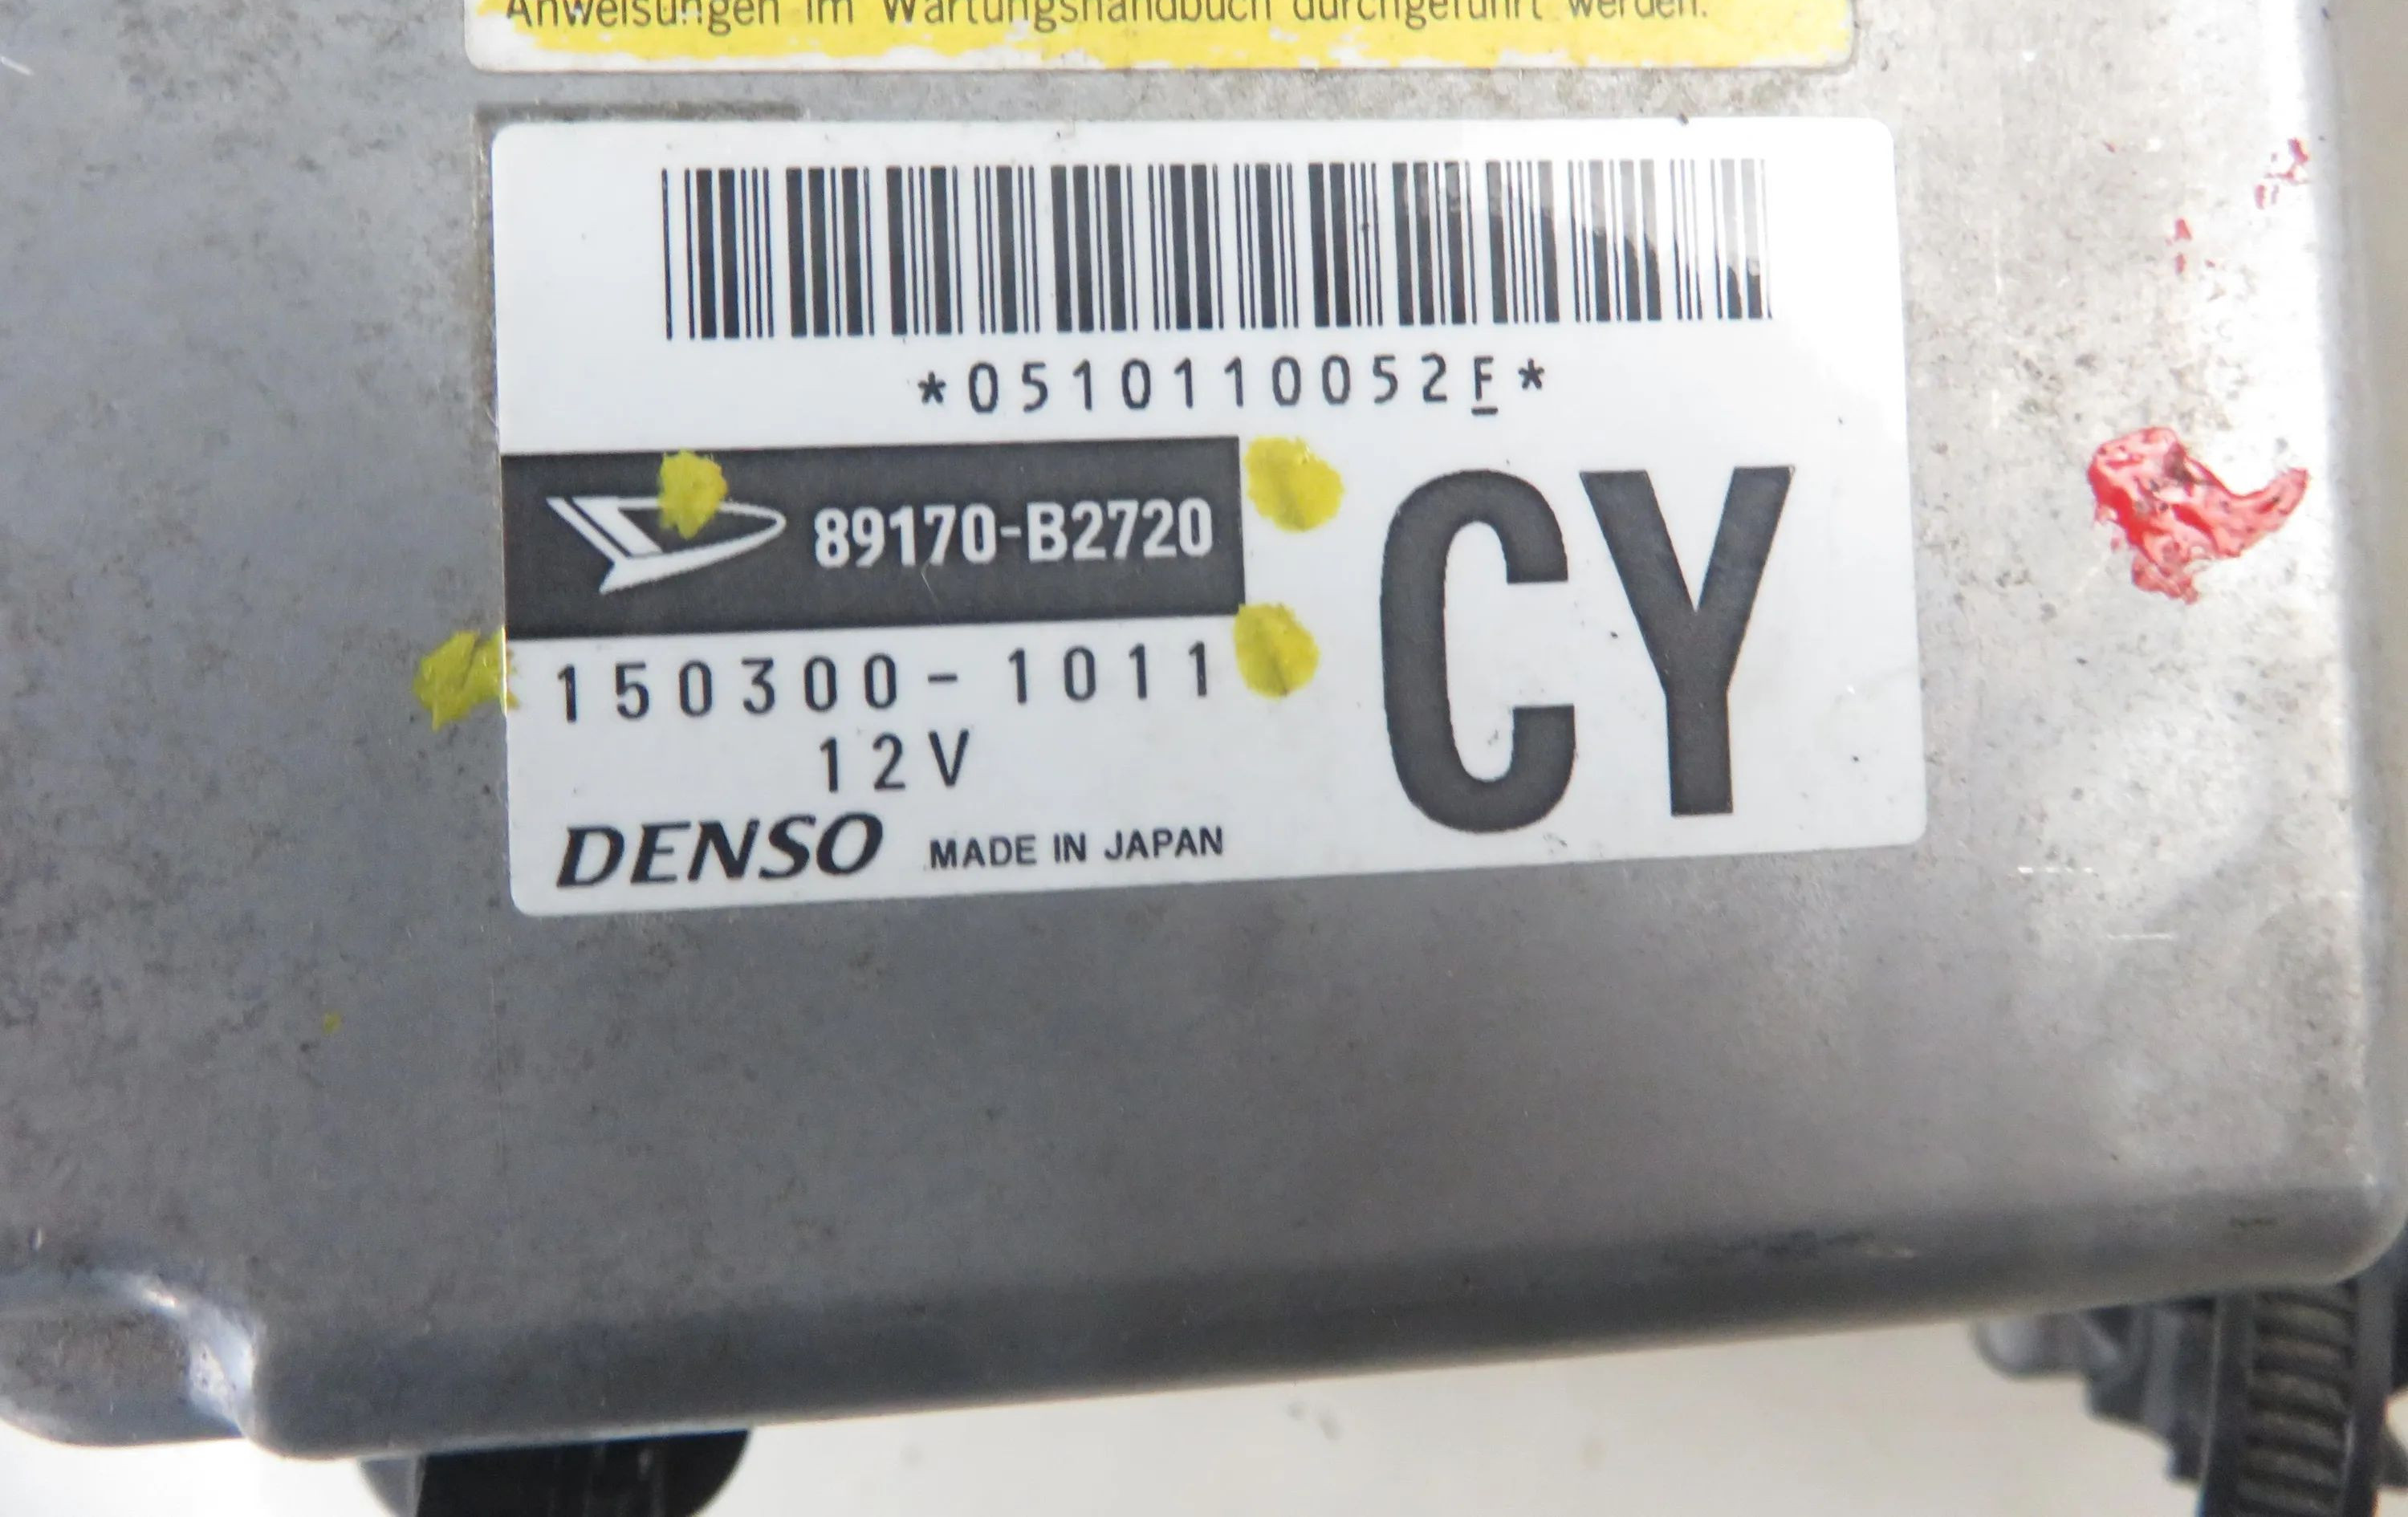 Anweisungen im Wartungshandbuch durchgeführt werden.
*0510110052F*
89170-B2720
CY
150300-1011
12V
DENSO MADE IN JAPAN